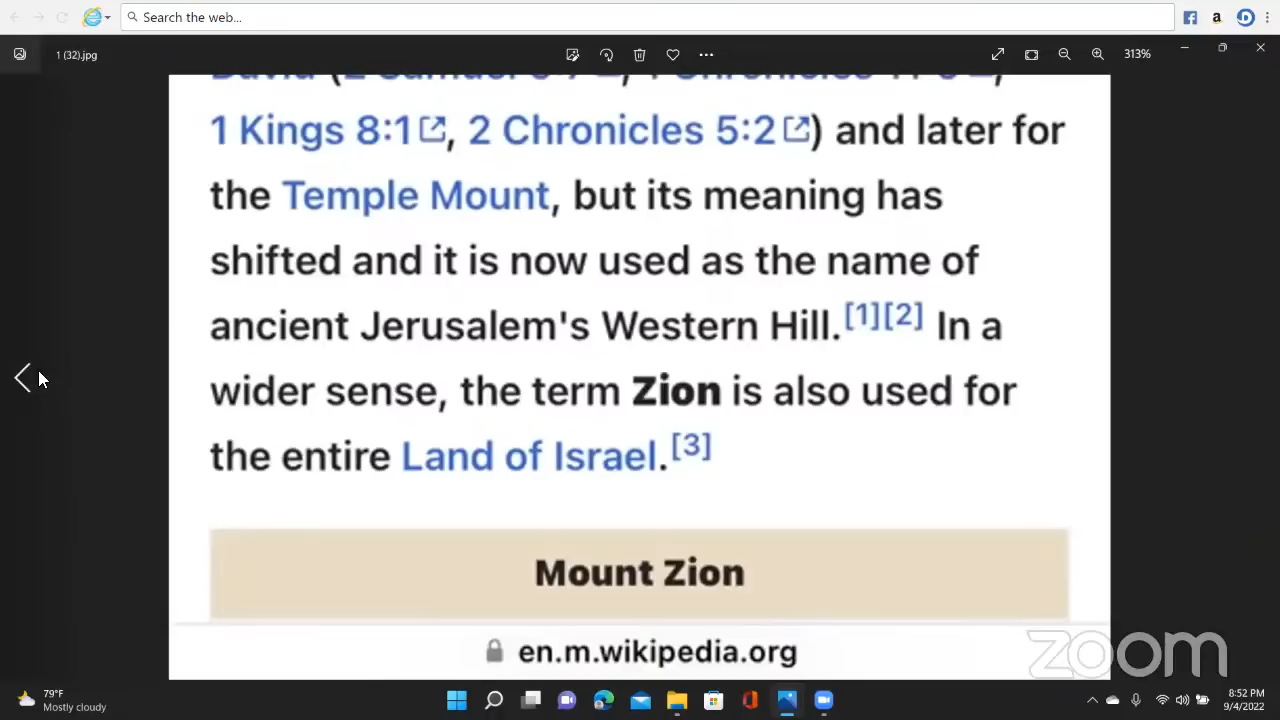 Search the web...
1 (32).jpg
313%
1 Kings 8:1, 2 Chronicles 5:2) and later for
the Temple Mount, but its meaning has
shifted and it is now used as the name of
ancient Jerusalem's Western Hill.[1][2] In a
wider sense, the term Zion is also used for
the entire Land of Israel.[3]
Mount Zion
en.m.wikipedia.org
zoom
79°F
Mostly cloudy
8:52 PM
9/4/2022